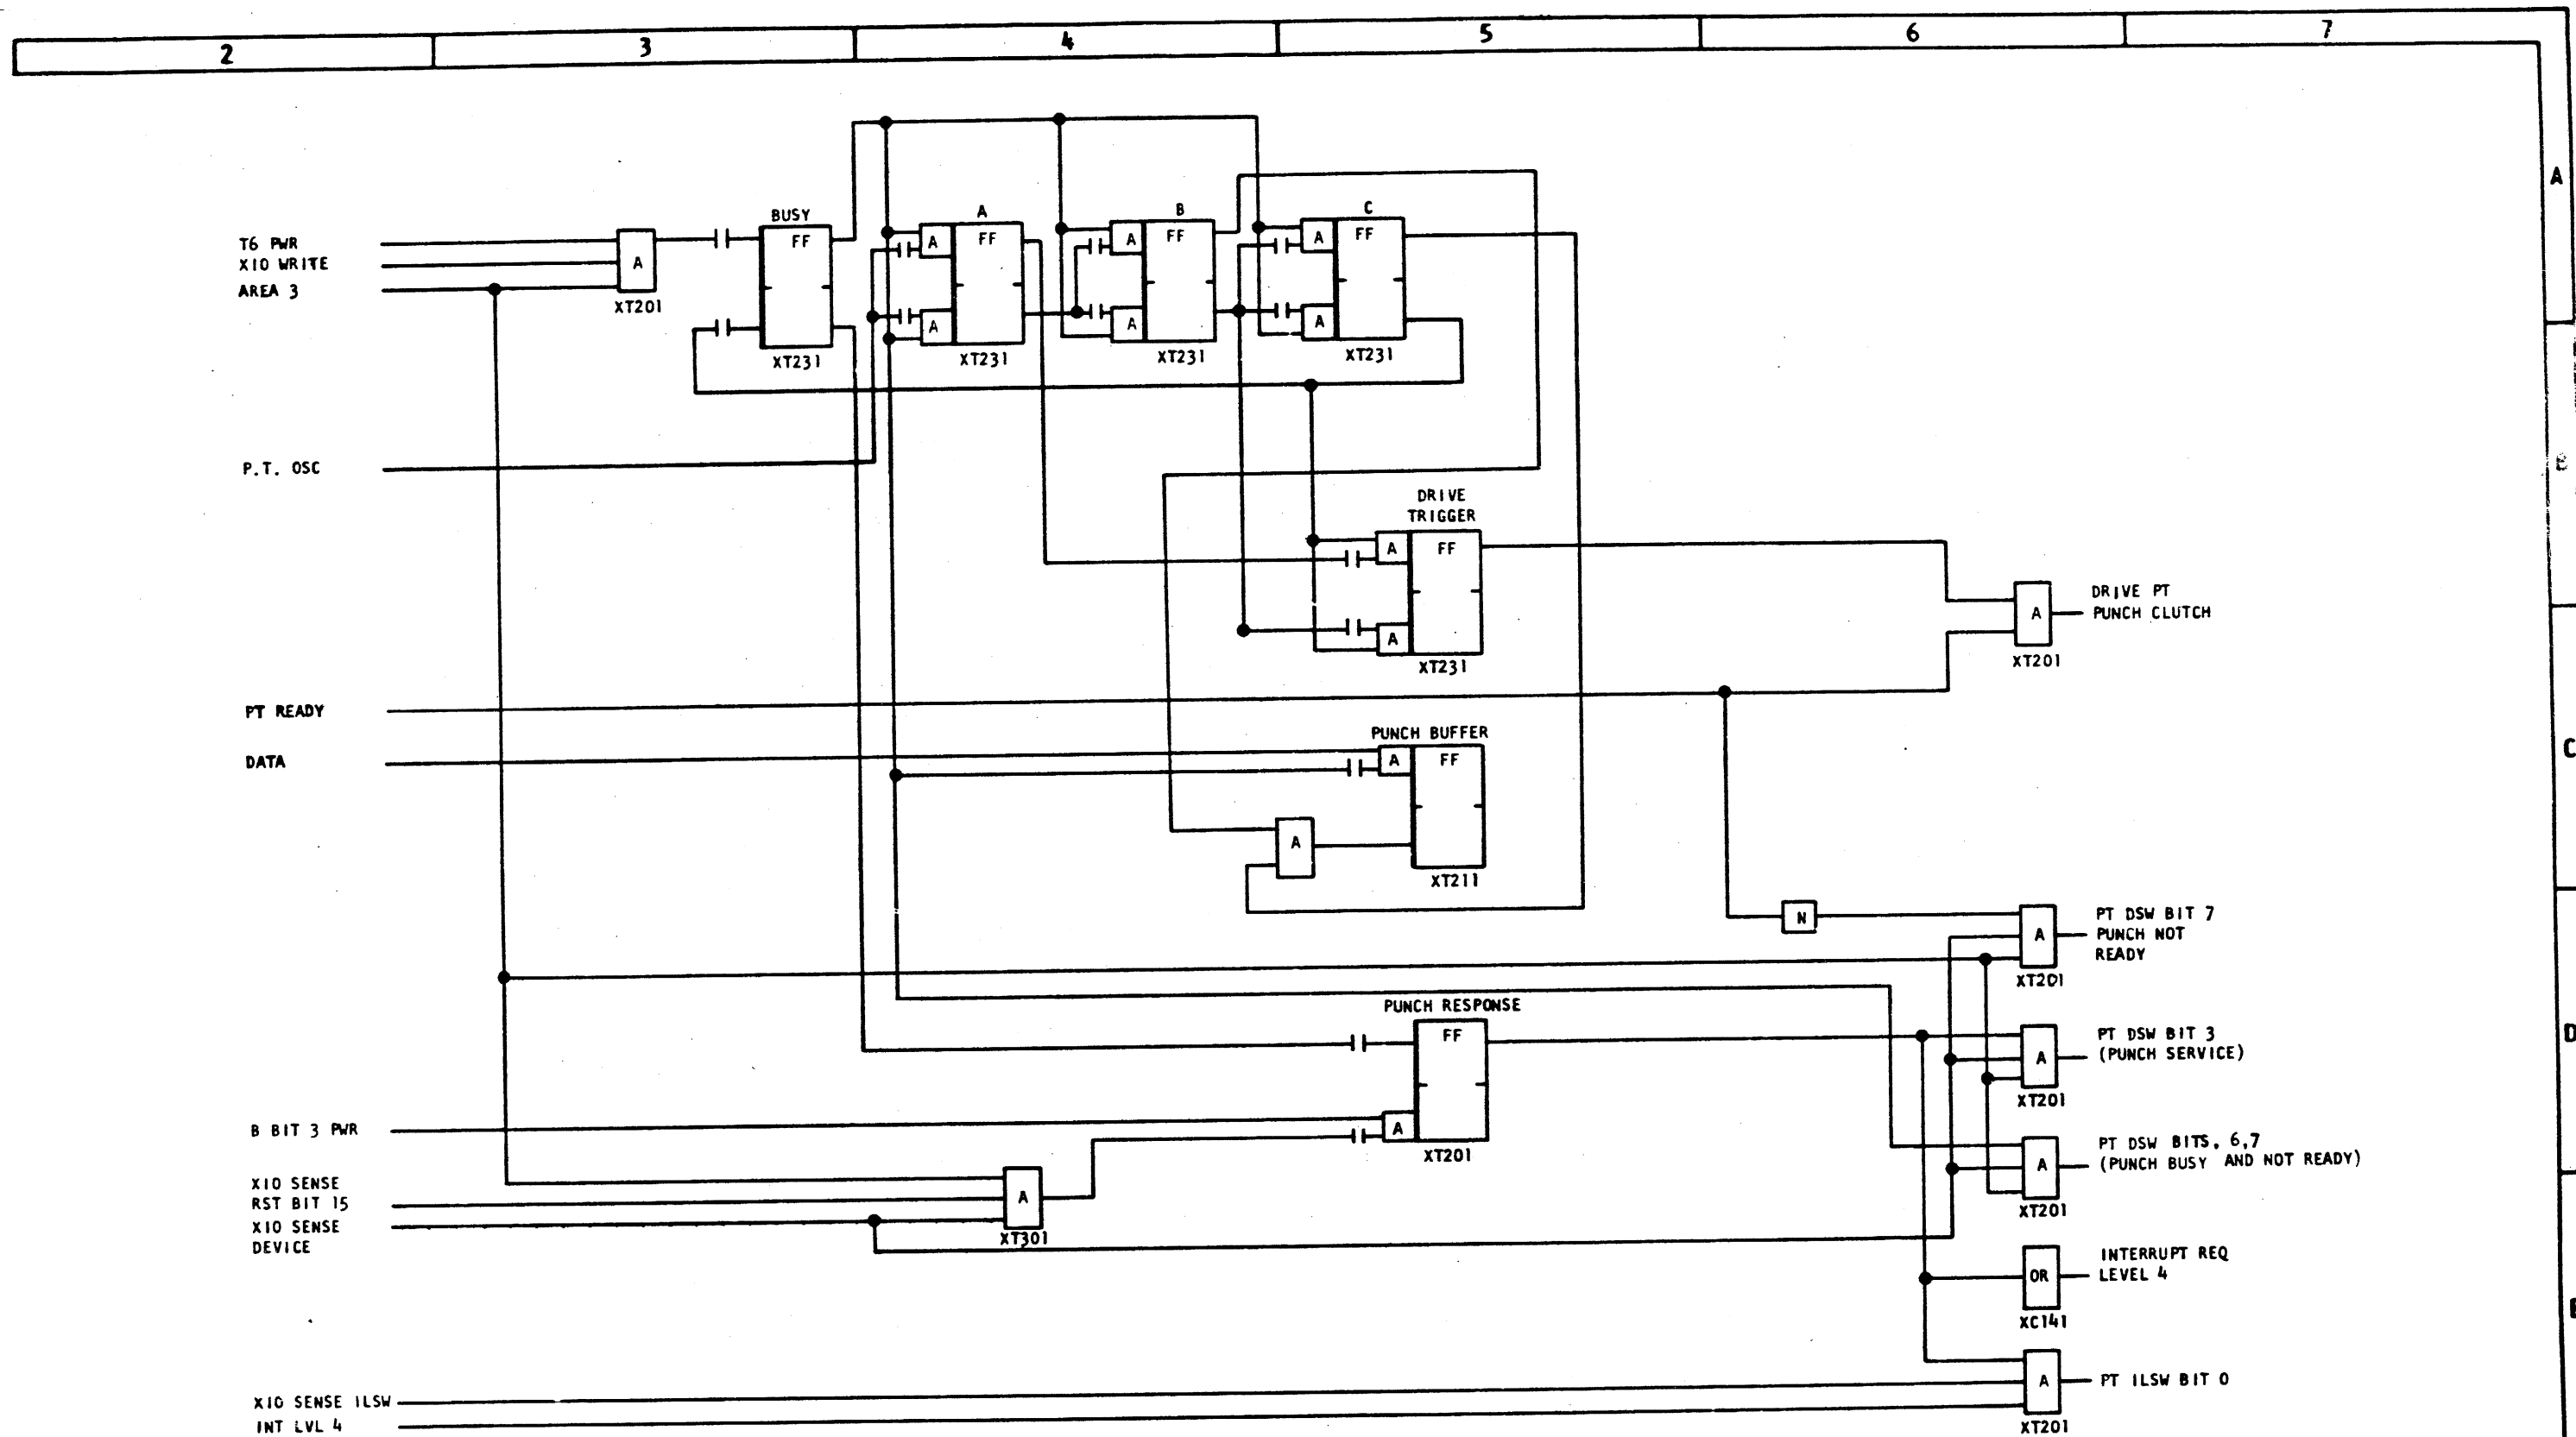 2 3 4 5 6 7
A
B
C
D
T6 PWR
XIO WRITE
AREA 3
A
XT201
BUSY
FF
XT231
A
A
FF
A
XT231
B
A
FF
A
XT231
C
A
FF
A
XT231
P.T. OSC
DRIVE
TRIGGER
A
FF
A
XT231
A
XT201
DRIVE PT
PUNCH CLUTCH
PT READY
DATA
PUNCH BUFFER
A
FF
A
XT211
N
A
XT201
PT DSW BIT 7
PUNCH NOT
READY
PUNCH RESPONSE
FF
A
XT201
A
XT201
PT DSW BIT 3
(PUNCH SERVICE)
B BIT 3 PWR
A
XT201
PT DSW BITS, 6,7
(PUNCH BUSY AND NOT READY)
XIO SENSE
RST BIT 15
XIO SENSE
DEVICE
A
XT301
OR
XC141
INTERRUPT REQ
LEVEL 4
XIO SENSE ILSW
INT LVL 4
A
XT201
PT ILSW BIT 0